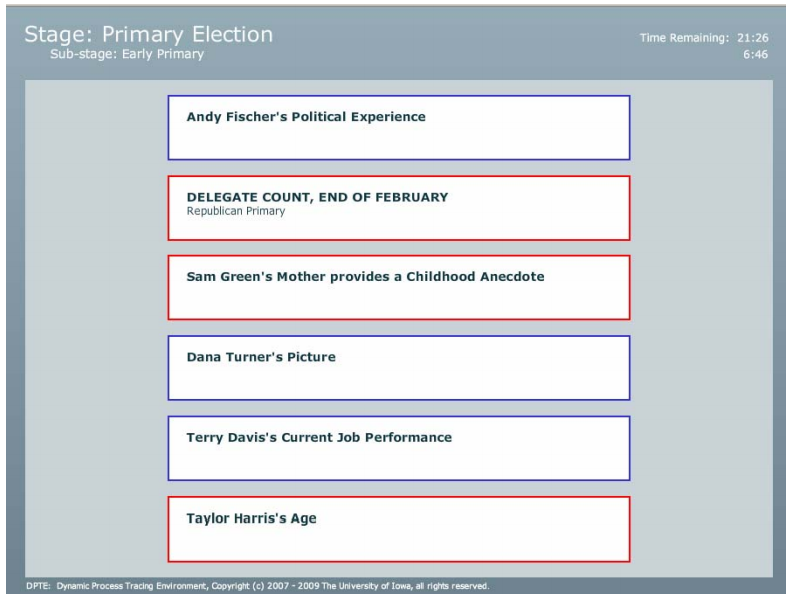 Stage: Primary Election
Sub-stage: Early Primary
Time Remaining: 21:26
6:46
Andy Fischer's Political Experience
DELEGATE COUNT, END OF FEBRUARY
Republican Primary
Sam Green's Mother provides a Childhood Anecdote
Dana Turner's Picture
Terry Davis's Current Job Performance
Taylor Harris's Age
DPTE: Dynamic Process Tracing Environment, Copyright (c) 2007 - 2009 The University of Iowa, all rights reserved.